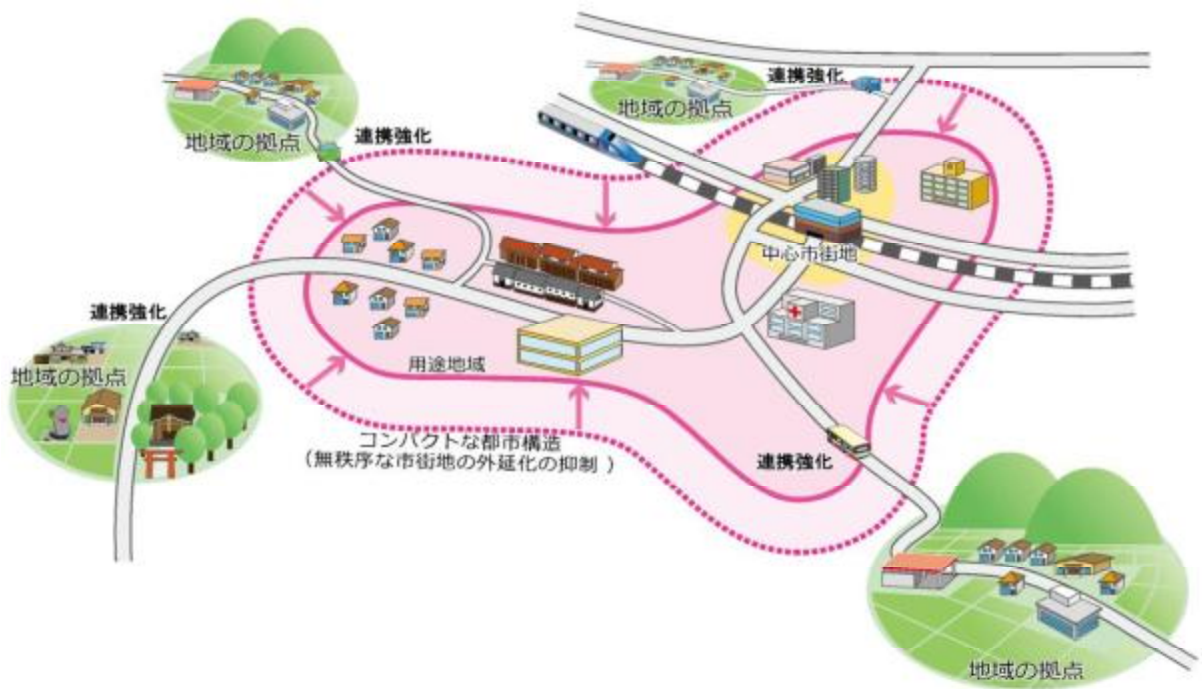 連携強化
地域の拠点
地域の拠点
連携強化
中心市街地
連携強化
用途地域
地域の拠点
コンパクトな都市構造
(無秩序な市街地の外延化の抑制 )
連携強化
地域の拠点